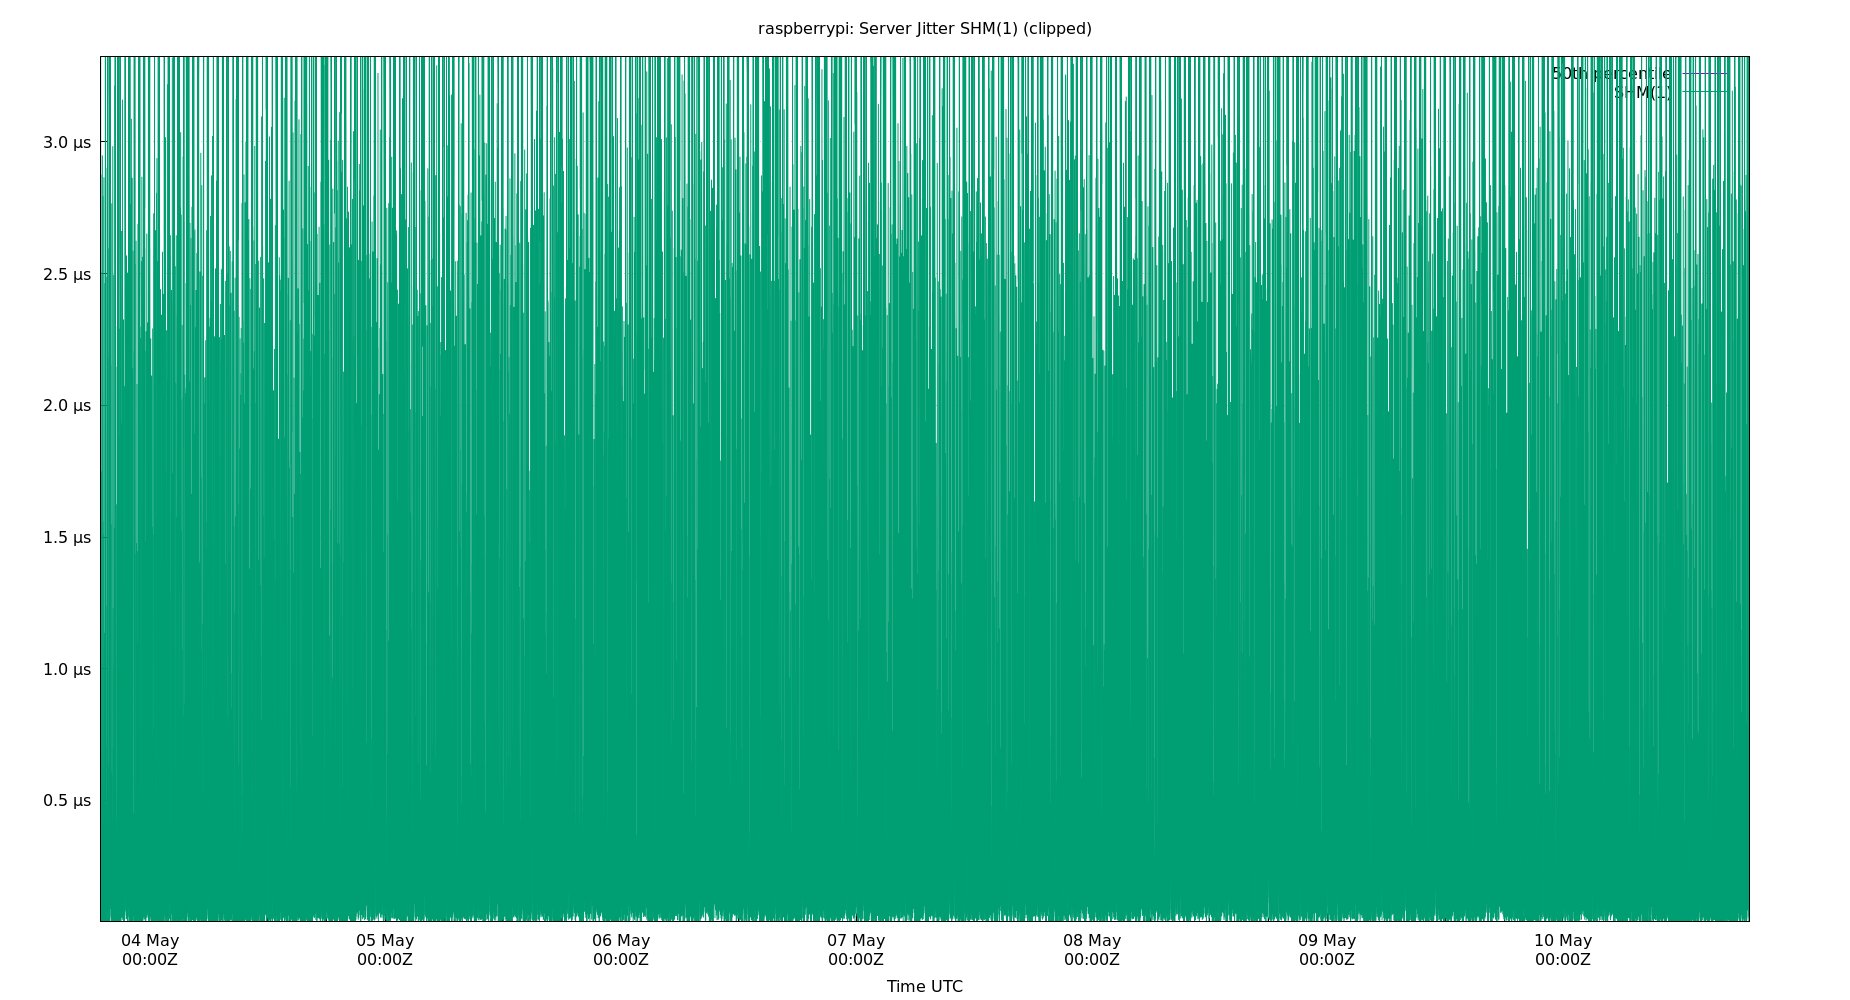 raspberrypi: Server Jitter SHM(1) (clipped)
50th percentile
SHM(1)
3.0 µs
2.5 µs
2.0 µs
1.5 µs
1.0 µs
0.5 µs
04 May 05 May 06 May 07 May 08 May 09 May 10 May
00:00Z 00:00Z 00:00Z 00:00Z 00:00Z 00:00Z 00:00Z
Time UTC